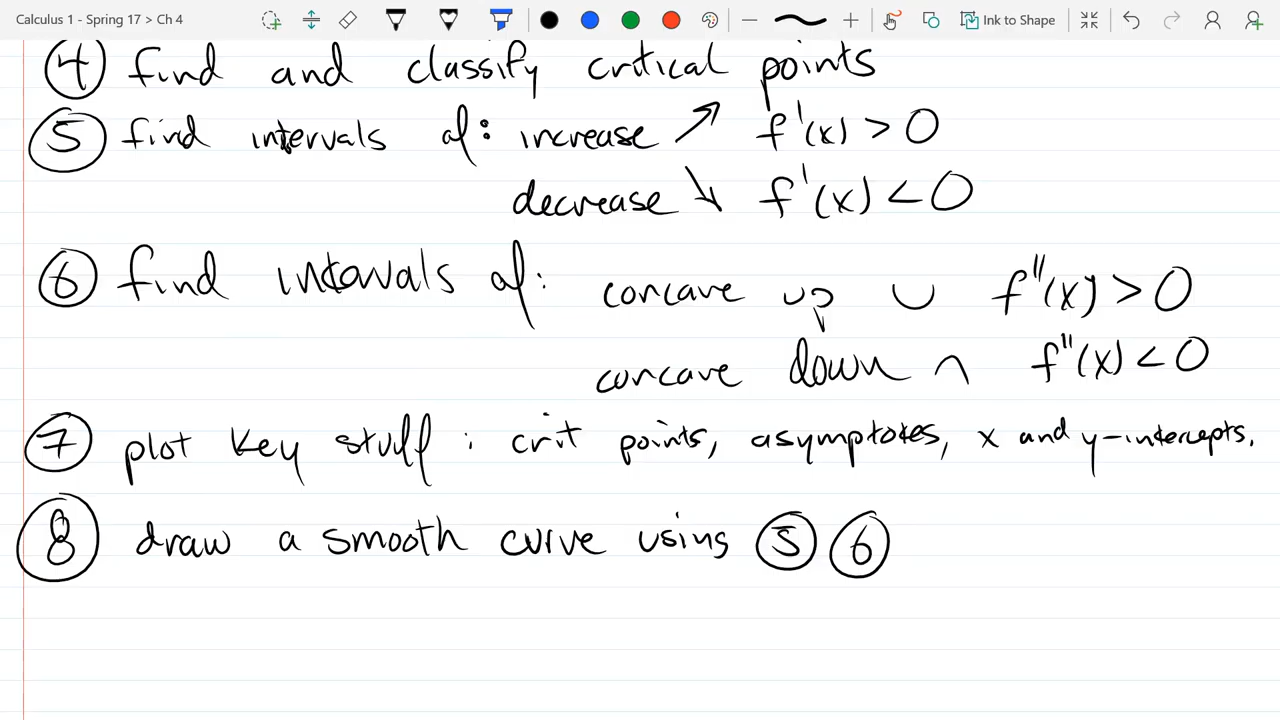 Calculus 1 - Spring 17 > Ch 4
Ink to Shape
④ find and classify critical points
⑤ find intervals of: increase ↗ f'(x) > 0
decrease ↘ f'(x) < 0
⑥ find intervals of: concave up ∪ f''(x) > 0
concave down ∩ f''(x) < 0
⑦ plot key stuff : crit points, asymptotes, x and y-intercepts.
⑧ draw a smooth curve using ⑤ ⑥